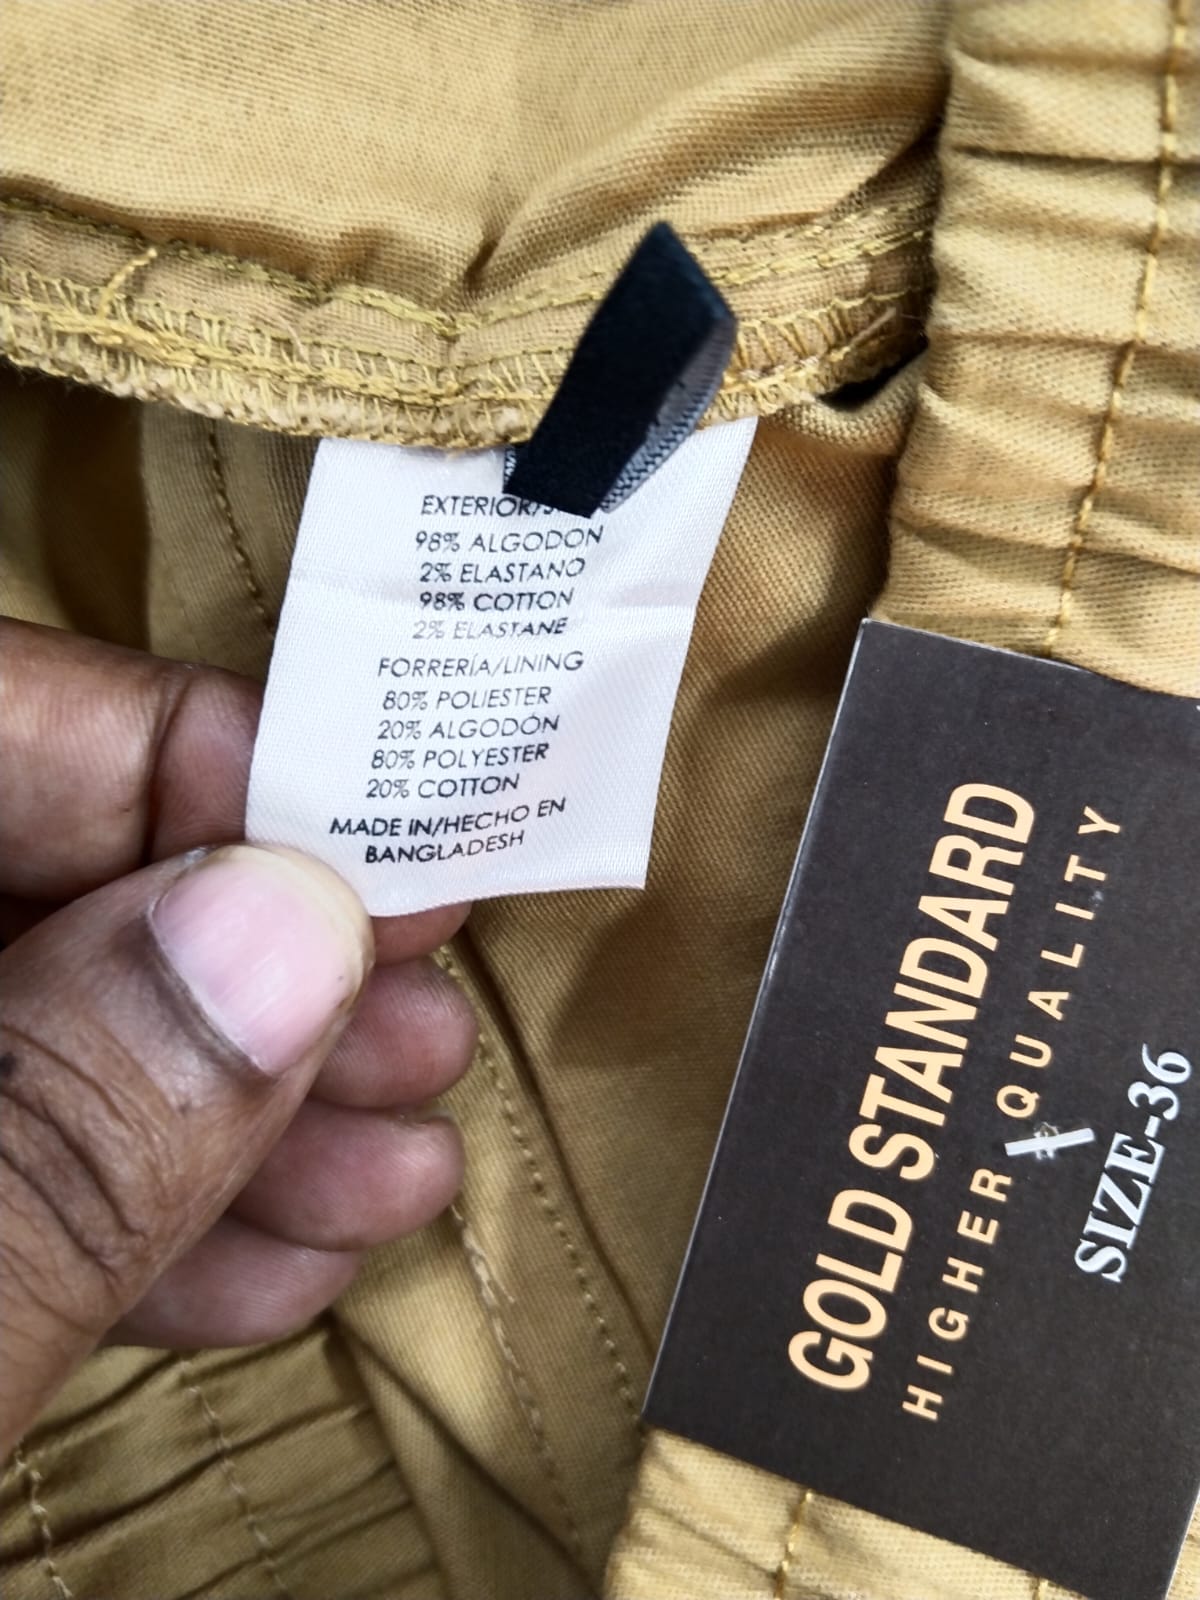 EXTERIOR/
98% ALGODON
2% ELASTANO
98% COTTON
2% ELASTANE
FORRERÍA/LINING
80% POLIESTER
20% ALGODÓN
80% POLYESTER
20% COTTON
MADE IN/HECHO EN
BANGLADESH
GOLD STANDARD
HIGHER QUALITY
SIZE-36